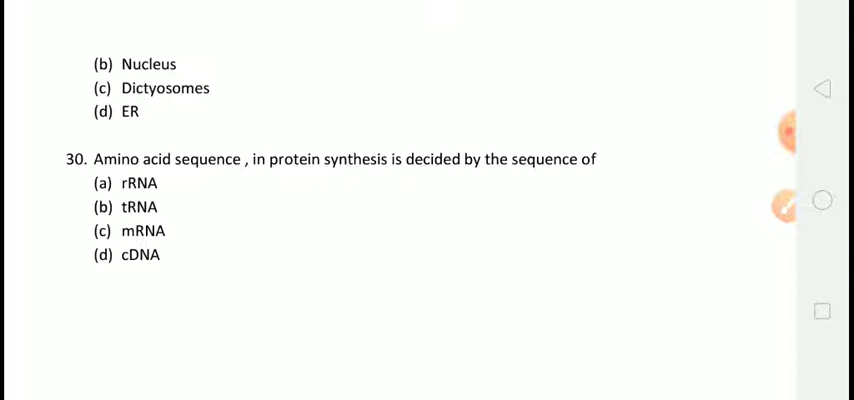 (b) Nucleus
(c) Dictyosomes
(d) ER
30. Amino acid sequence , in protein synthesis is decided by the sequence of
(a) rRNA
(b) tRNA
(c) mRNA
(d) cDNA